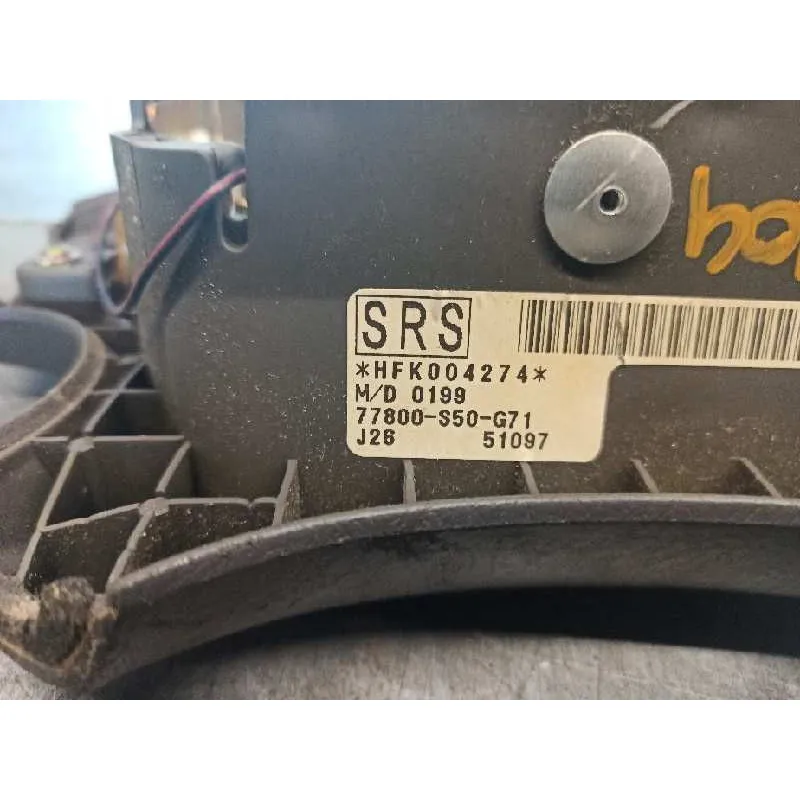 SRS
*HFK004274*
M/D 0199
77800-S50-G71
J26 51097